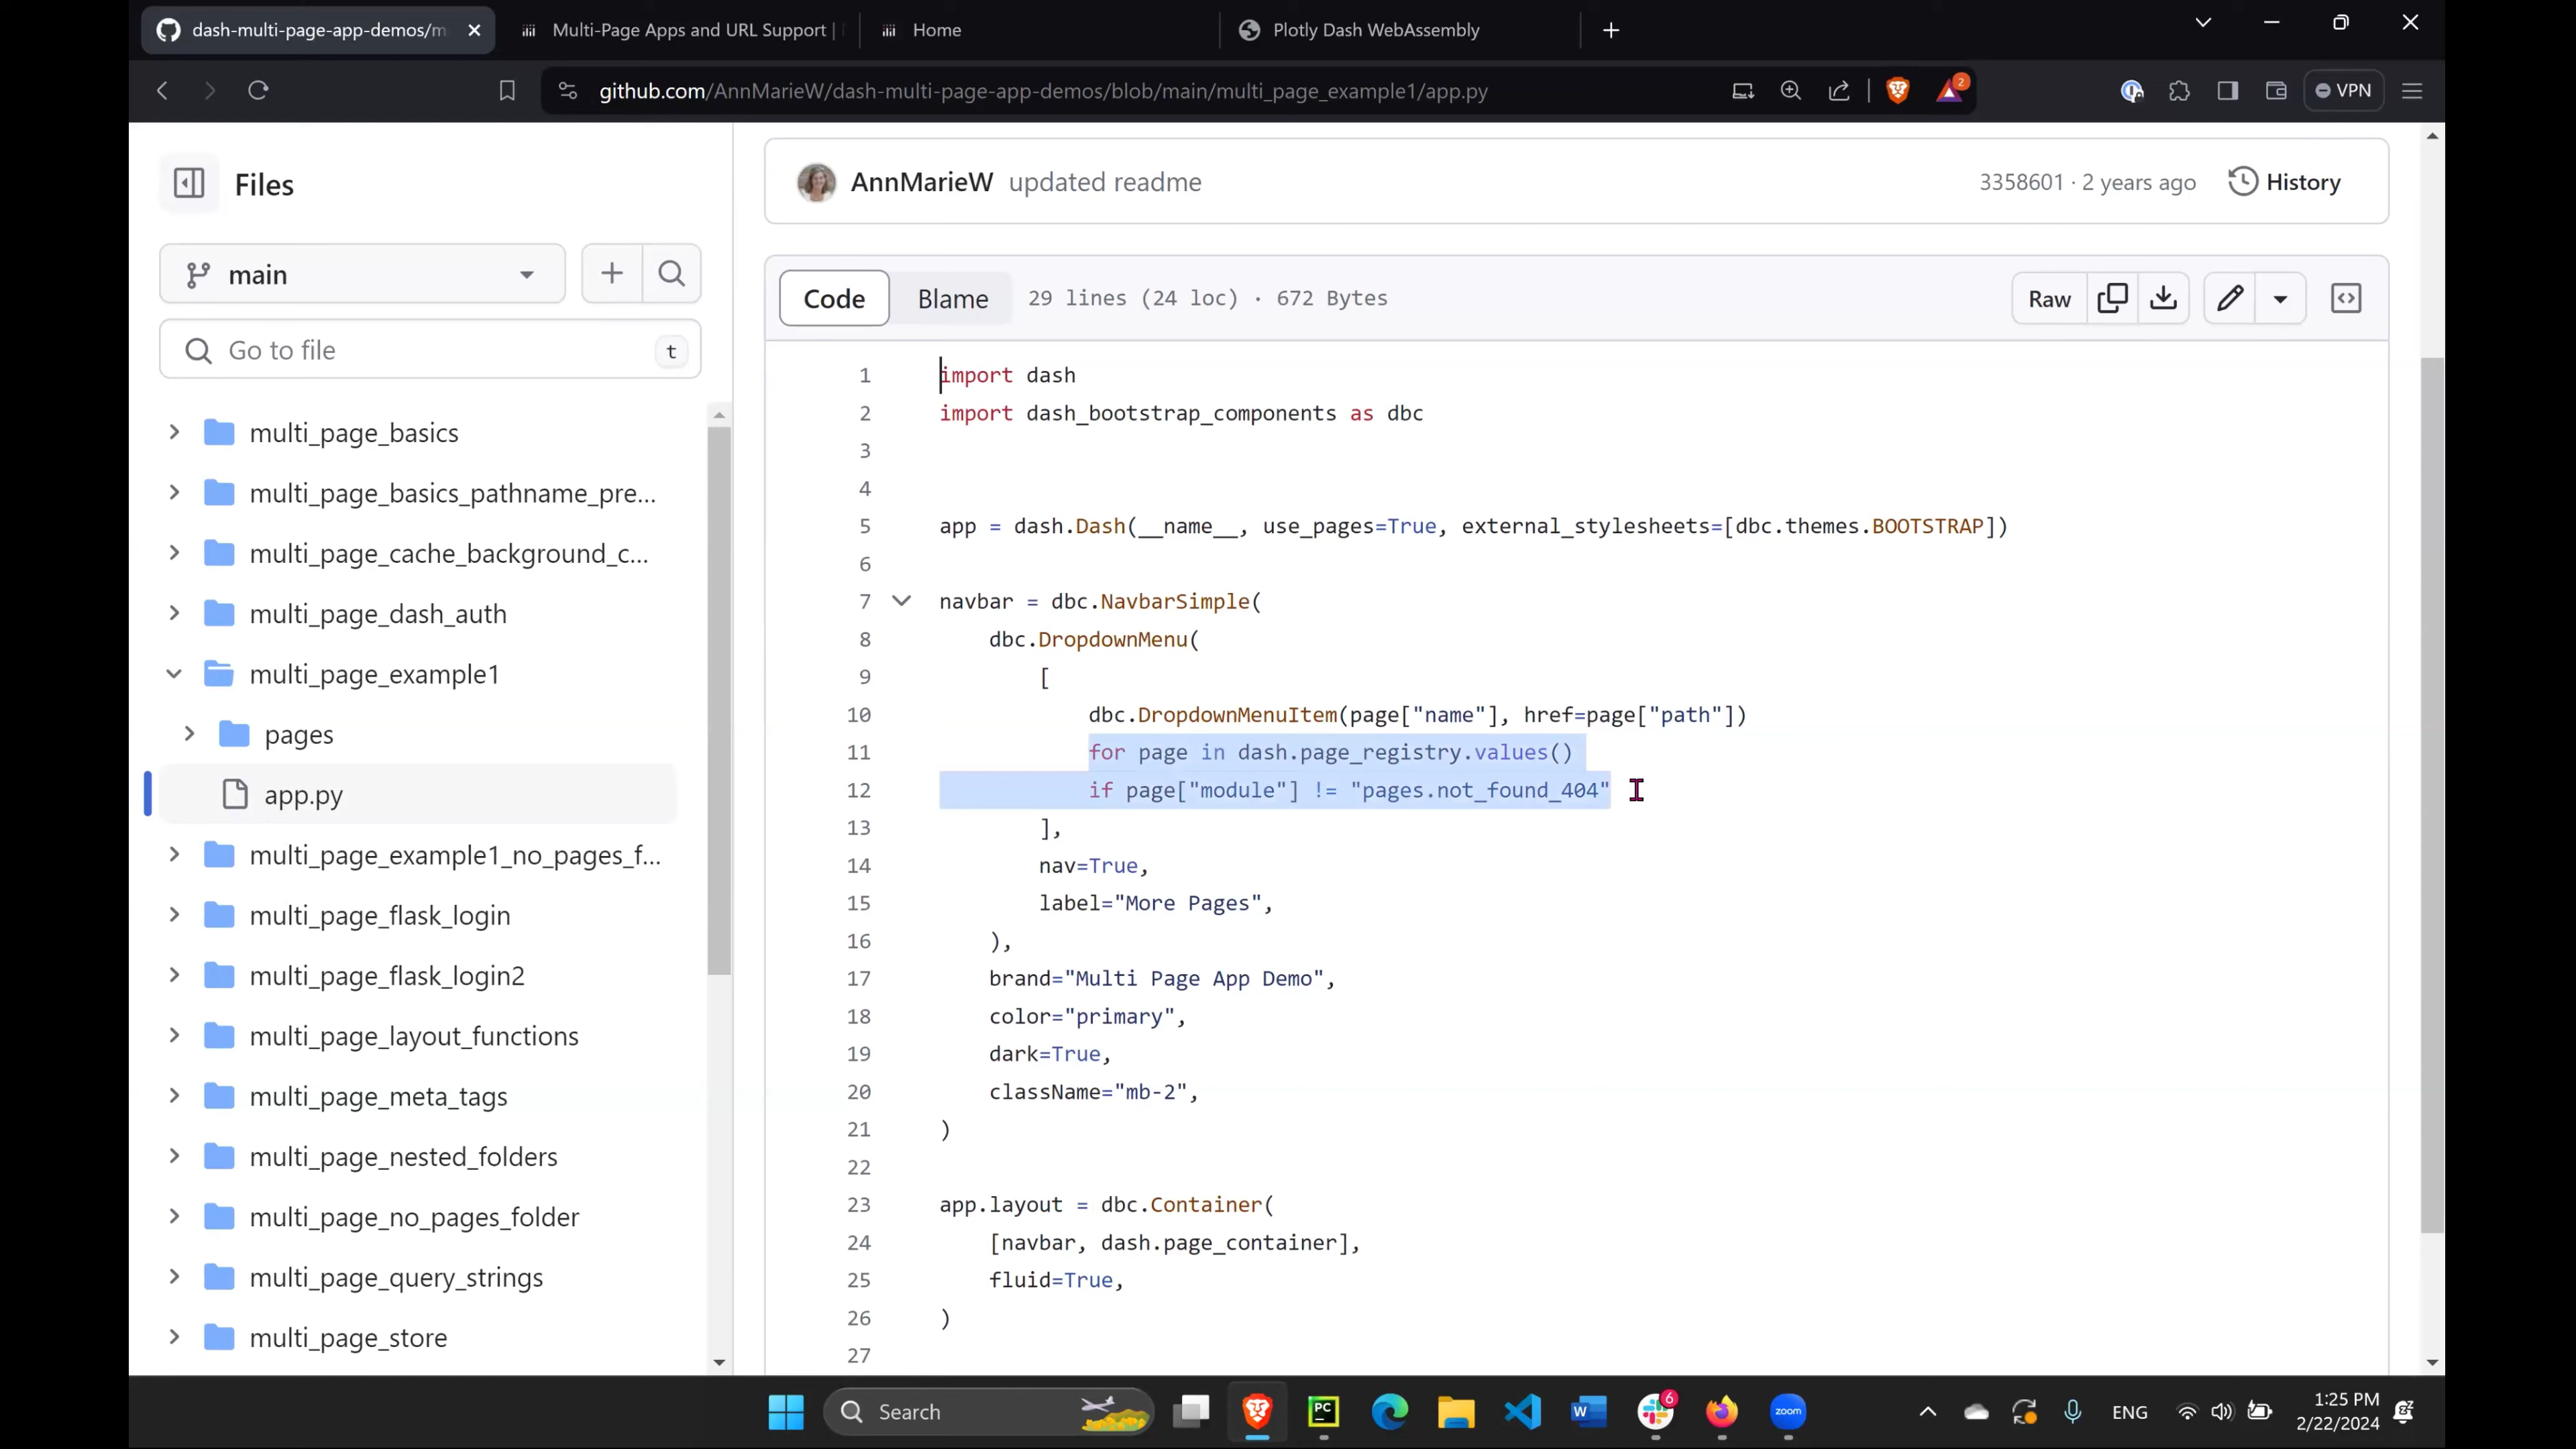 dash-multi-page-app-demos/m
Multi-Page Apps and URL Support |
Home
Plotly Dash WebAssembly
github.com/AnnMarieW/dash-multi-page-app-demos/blob/main/multi_page_example1/app.py
2
VPN
Files
main
Go to file
t
multi_page_basics
multi_page_basics_pathname_pre...
multi_page_cache_background_c...
multi_page_dash_auth
multi_page_example1
pages
app.py
multi_page_example1_no_pages_f...
multi_page_flask_login
multi_page_flask_login2
multi_page_layout_functions
multi_page_meta_tags
multi_page_nested_folders
multi_page_no_pages_folder
multi_page_query_strings
multi_page_store
AnnMarieW updated readme
3358601 · 2 years ago
History
Code Blame 29 lines (24 loc) · 672 Bytes
Raw
1 import dash
2 import dash_bootstrap_components as dbc
3
4
5 app = dash.Dash(__name__, use_pages=True, external_stylesheets=[dbc.themes.BOOTSTRAP])
6
7 navbar = dbc.NavbarSimple(
8 dbc.DropdownMenu(
9 [
10 dbc.DropdownMenuItem(page["name"], href=page["path"])
11 for page in dash.page_registry.values()
12 if page["module"] != "pages.not_found_404"
13 ],
14 nav=True,
15 label="More Pages",
16 ),
17 brand="Multi Page App Demo",
18 color="primary",
19 dark=True,
20 className="mb-2",
21 )
22
23 app.layout = dbc.Container(
24 [navbar, dash.page_container],
25 fluid=True,
26 )
27
Search
PC
W
6
zoom
ENG
1:25 PM
2/22/2024